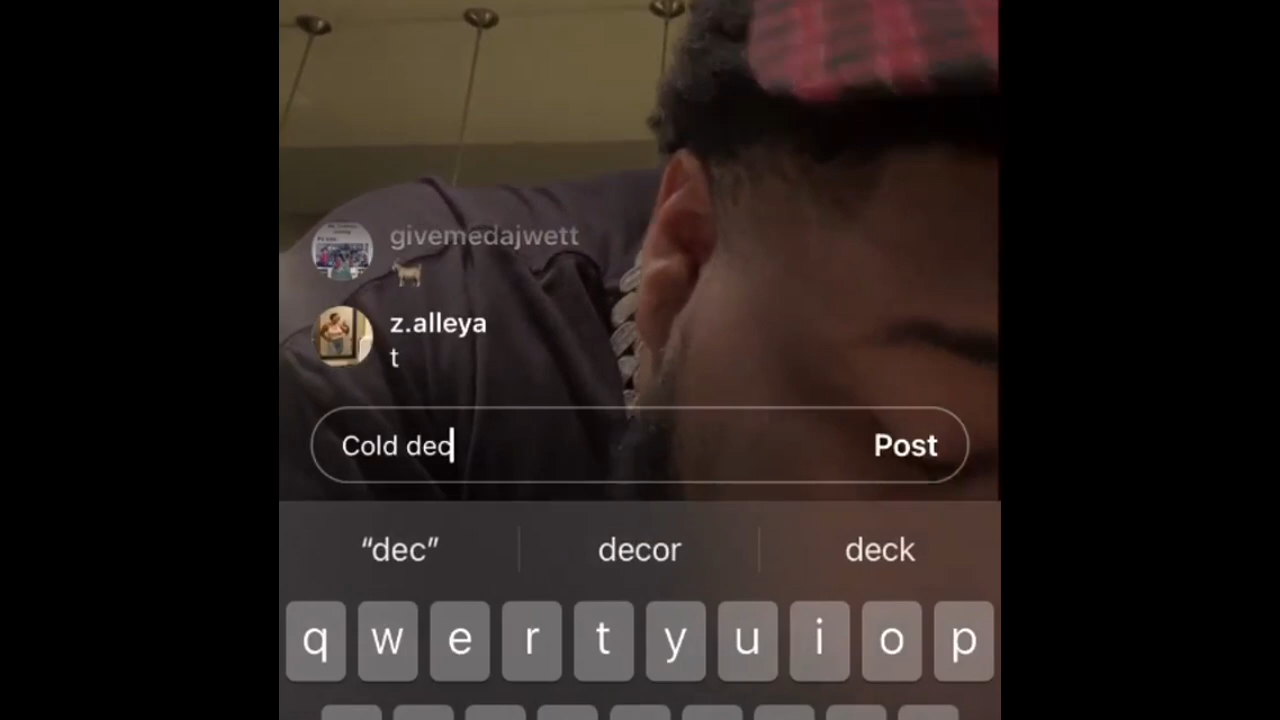 givemedajwett
z.alleya
t
Cold dec
Post
“dec”
decor
deck
q w e r t y u i o p